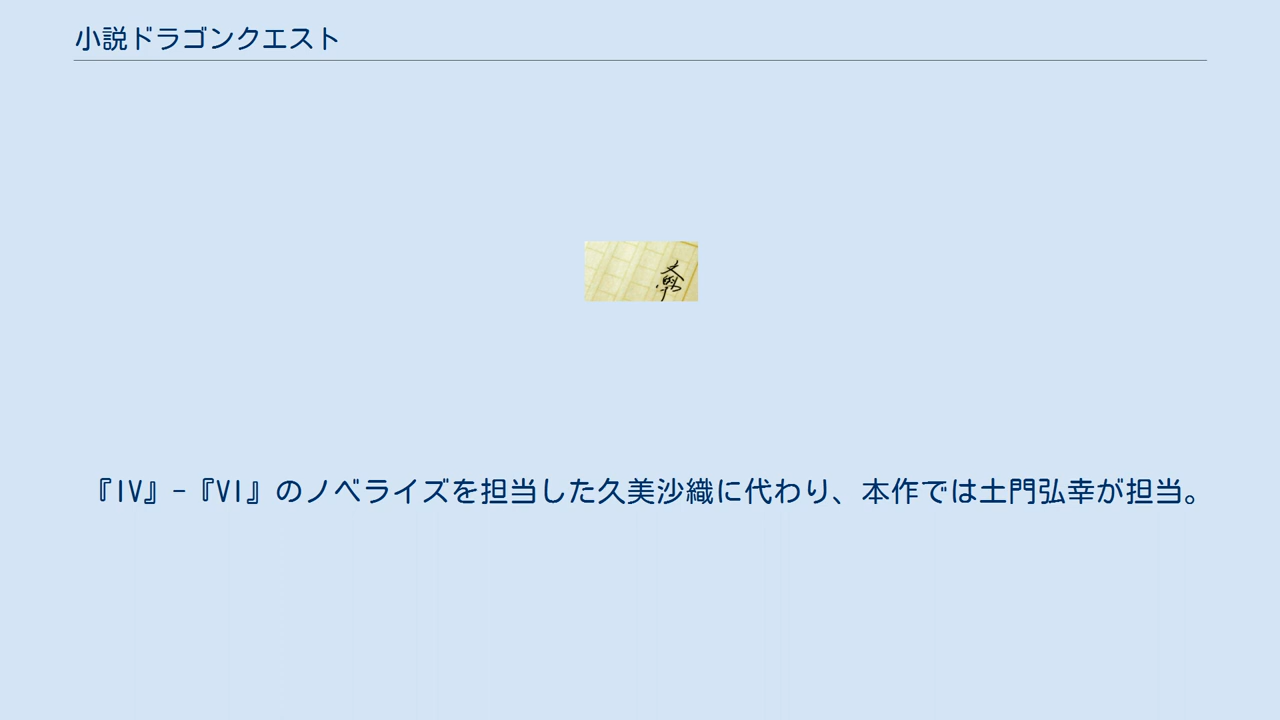 小説ドラゴンクエスト
『IV』-『VI』のノベライズを担当した久美沙織に代わり、本作では土門弘幸が担当。